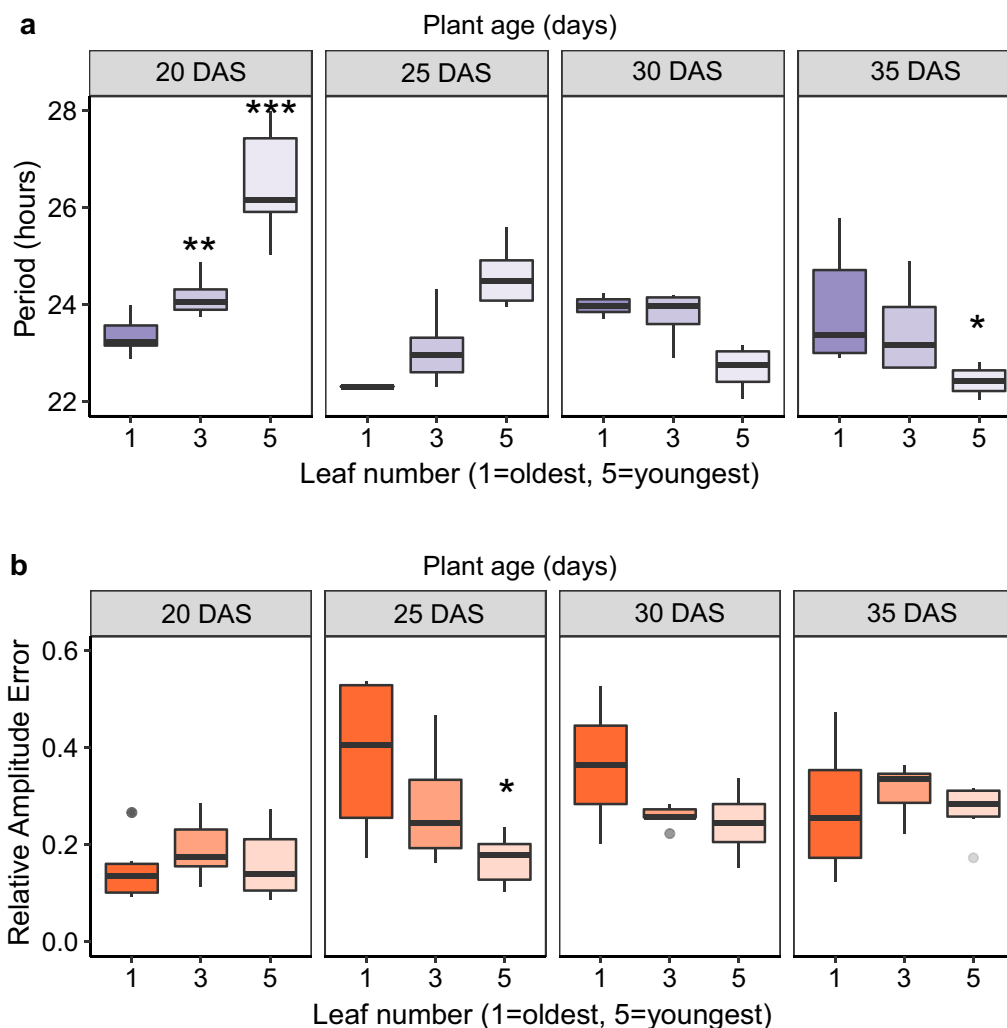 a
Plant age (days)
20 DAS 25 DAS 30 DAS 35 DAS
Period (hours)
28
26
24
22
***
**
*
1 3 5 1 3 5 1 3 5 1 3 5
Leaf number (1=oldest, 5=youngest)
b
Plant age (days)
20 DAS 25 DAS 30 DAS 35 DAS
Relative Amplitude Error
0.6
0.4
0.2
0.0
*
1 3 5 1 3 5 1 3 5 1 3 5
Leaf number (1=oldest, 5=youngest)